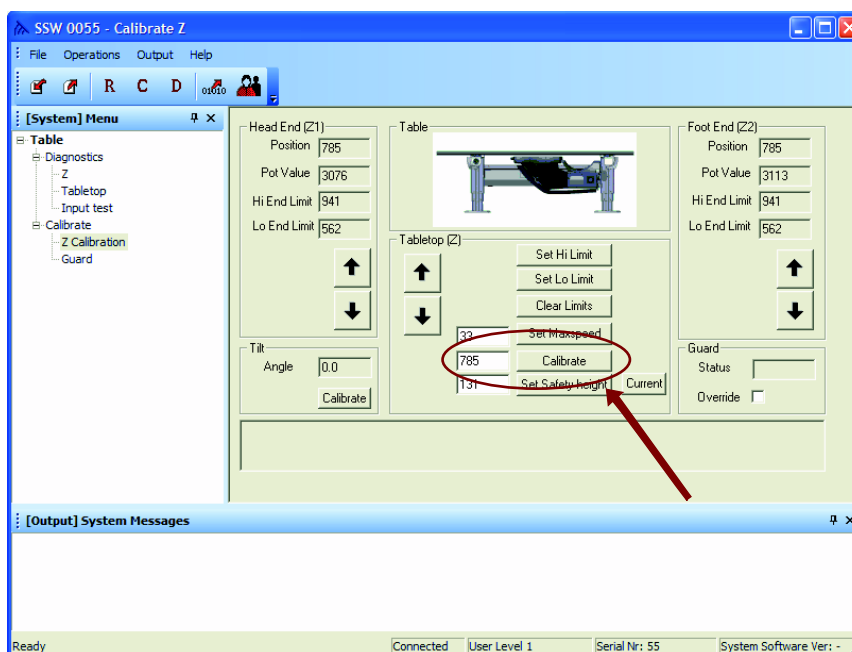 SSW 0055 - Calibrate Z
File Operations Output Help
R C D 01010
[System] Menu
Table
Diagnostics
Z
Tabletop
Input test
Calibrate
Z Calibration
Guard
Head End (Z1)
Position 785
Pot Value 3076
Hi End Limit 941
Lo End Limit 562
Tilt
Angle 0.0
Calibrate
Table
Tabletop (Z)
Set Hi Limit
Set Lo Limit
Clear Limits
33 Set Maxspeed
785 Calibrate
131 Set Safety height Current
Foot End (Z2)
Position 785
Pot Value 3113
Hi End Limit 941
Lo End Limit 562
Guard
Status
Override
[Output] System Messages
Ready Connected User Level 1 Serial Nr: 55 System Software Ver: -